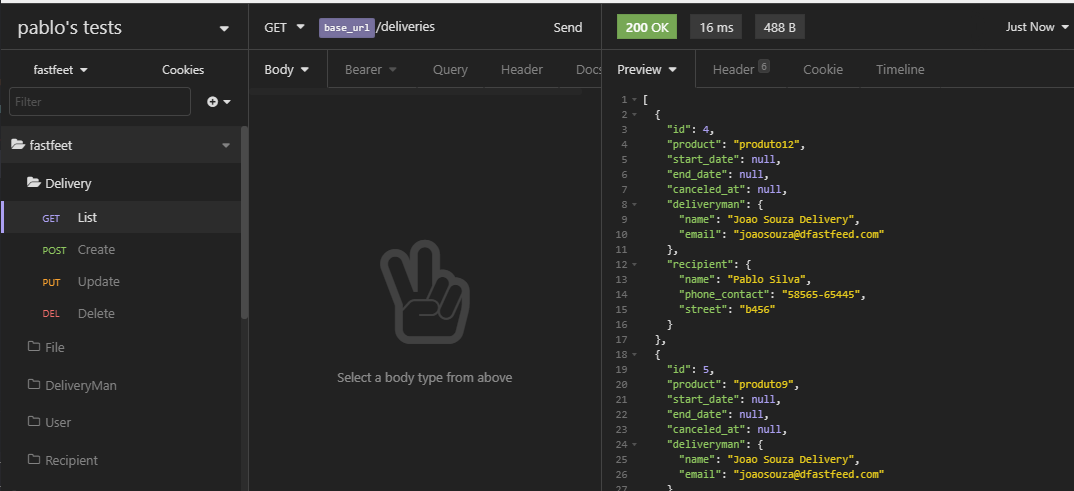 pablo's tests
fastfeet
Cookies
Filter
fastfeet
Delivery
GET List
POST Create
PUT Update
DEL Delete
File
DeliveryMan
User
Recipient
GET base_url/deliveries Send
Body Bearer Query Header Docs
Select a body type from above
200 OK 16 ms 488 B Just Now
Preview Header 6 Cookie Timeline
1 [
2 {
3 "id": 4,
4 "product": "produto12",
5 "start_date": null,
6 "end_date": null,
7 "canceled_at": null,
8 "deliveryman": {
9 "name": "Joao Souza Delivery",
10 "email": "joaosouza@dfastfeed.com"
11 },
12 "recipient": {
13 "name": "Pablo Silva",
14 "phone_contact": "58565-65445",
15 "street": "b456"
16 }
17 },
18 {
19 "id": 5,
20 "product": "produto9",
21 "start_date": null,
22 "end_date": null,
23 "canceled_at": null,
24 "deliveryman": {
25 "name": "Joao Souza Delivery",
26 "email": "joaosouza@dfastfeed.com"
27 },